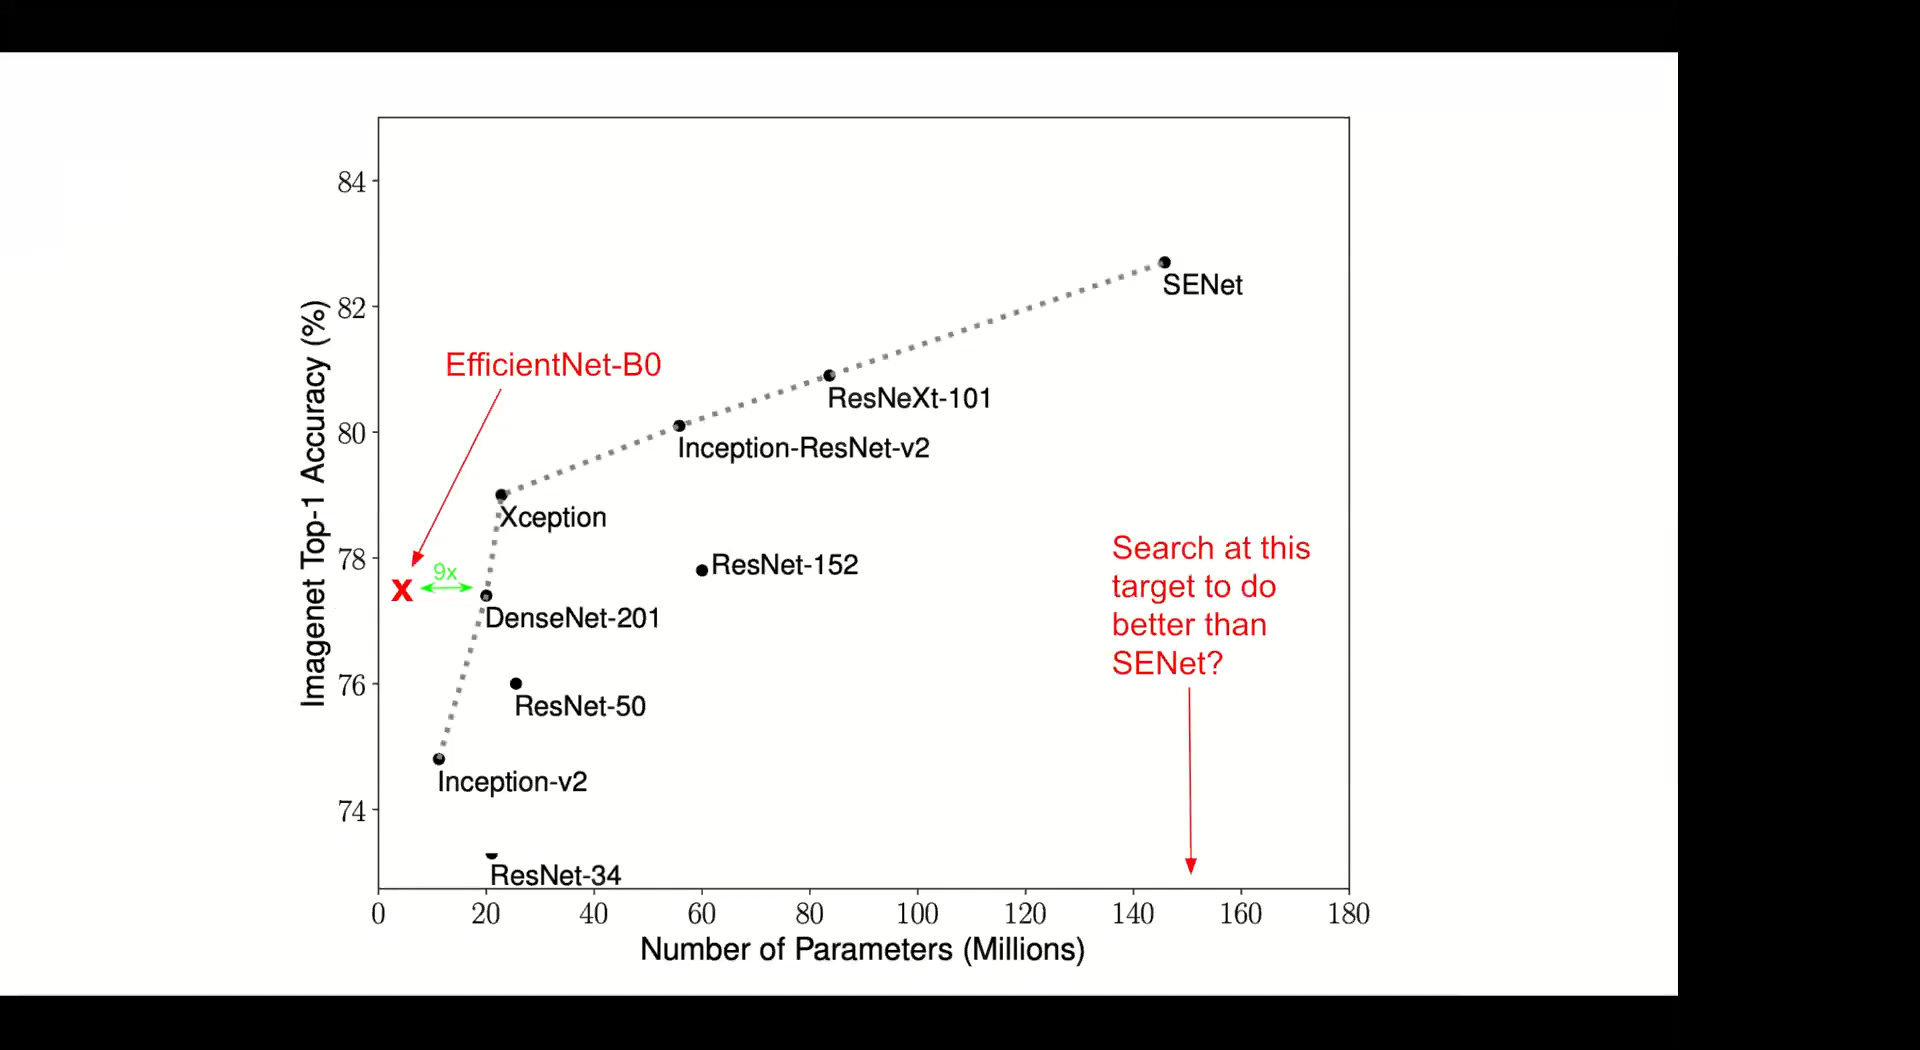 84
82
80
78
76
74
Imagenet Top-1 Accuracy (%)
SENet
EfficientNet-B0
ResNeXt-101
Inception-ResNet-v2
Xception
ResNet-152
9x
DenseNet-201
ResNet-50
Inception-v2
ResNet-34
Search at this
target to do
better than
SENet?
0 20 40 60 80 100 120 140 160 180
Number of Parameters (Millions)